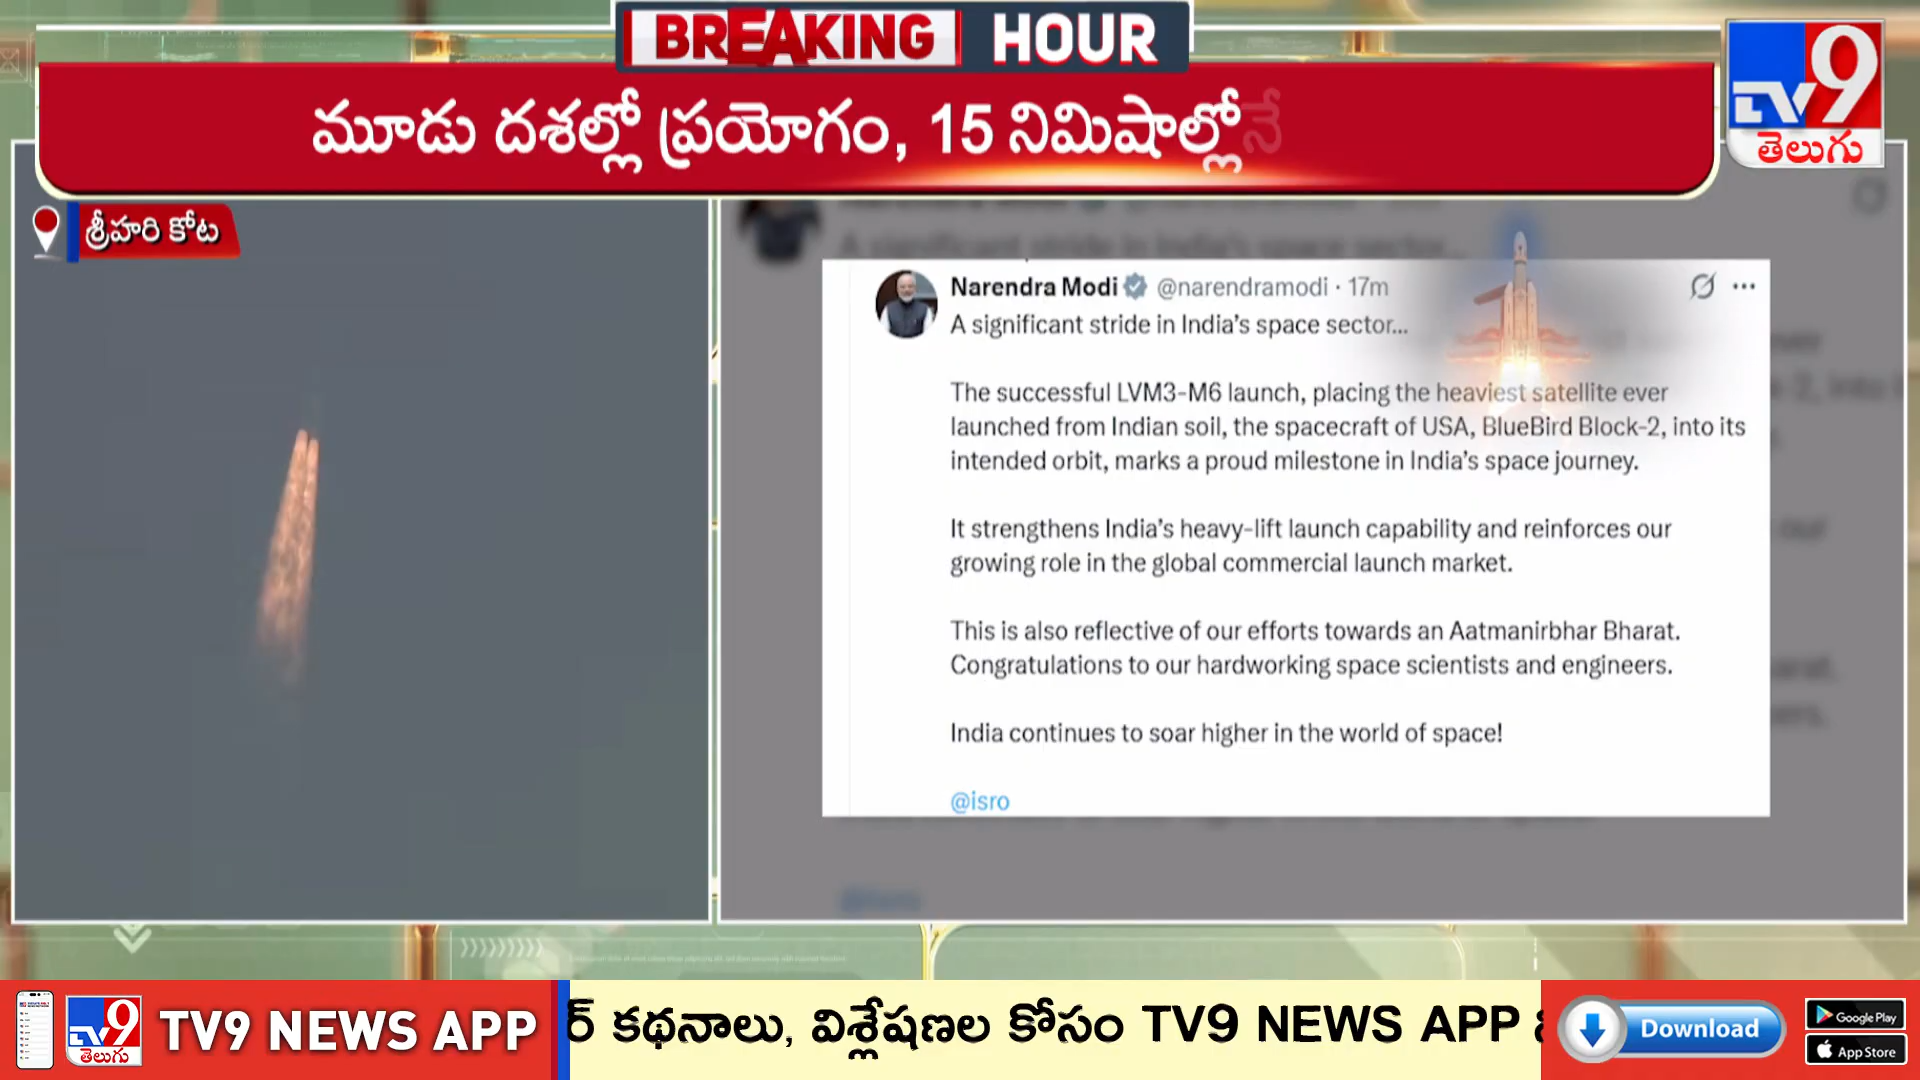 BREAKING HOUR
TV9
తెలుగు
మూడు దశల్లో ప్రయోగం, 15 నిమిషాల్లోనే
శ్రీహరి కోట
Narendra Modi @narendramodi · 17m
A significant stride in India’s space sector...
The successful LVM3-M6 launch, placing the heaviest satellite ever
launched from Indian soil, the spacecraft of USA, BlueBird Block-2, into its
intended orbit, marks a proud milestone in India’s space journey.
It strengthens India’s heavy-lift launch capability and reinforces our
growing role in the global commercial launch market.
This is also reflective of our efforts towards an Aatmanirbhar Bharat.
Congratulations to our hardworking space scientists and engineers.
India continues to soar higher in the world of space!
@isro
TV9
తెలుగు
TV9 NEWS APP
ర్ కథనాలు, విశ్లేషణల కోసం TV9 NEWS APP
Download
Google Play
App Store